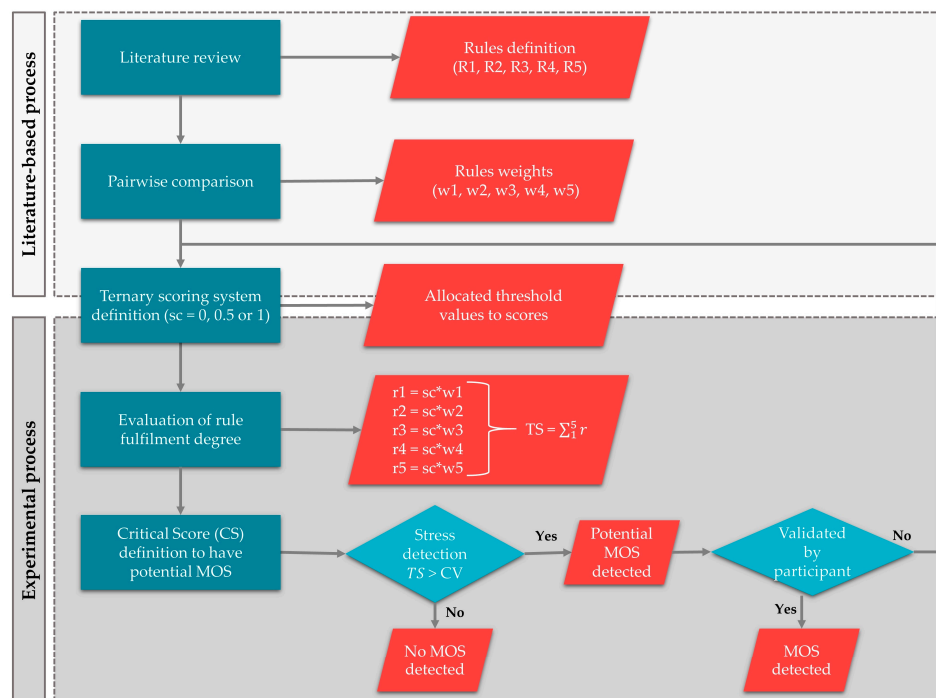 Literature-based process
Literature review
Rules definition
(R1, R2, R3, R4, R5)
Pairwise comparison
Rules weights
(w1, w2, w3, w4, w5)
Ternary scoring system
definition (sc = 0, 0.5 or 1)
Allocated threshold
values to scores
Experimental process
Evaluation of rule
fulfilment degree
r1 = sc*w1
r2 = sc*w2
r3 = sc*w3
r4 = sc*w4
r5 = sc*w5
TS = ∑₁⁵ r
Critical Score (CS)
definition to have
potential MOS
Stress
detection
TS > CV
Yes
Potential
MOS
detected
Validated
by
participant
No
No
No MOS
detected
Yes
MOS
detected